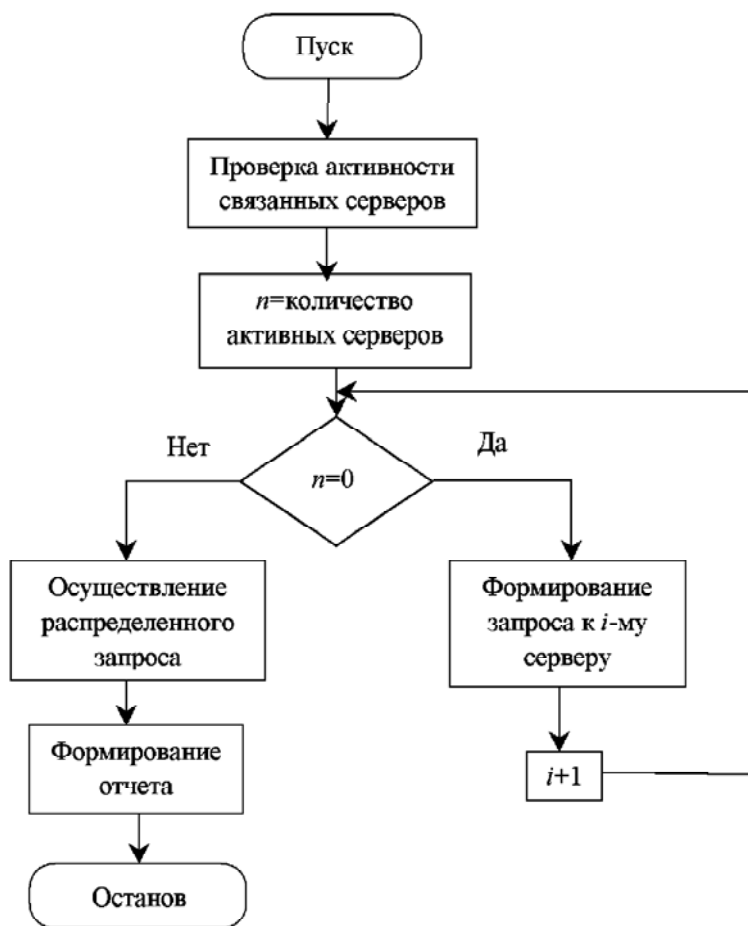 Пуск
Проверка активности
связанных серверов
n=количество
активных серверов
Нет
Да
n=0
Осуществление
распределенного
запроса
Формирование
запроса к i-му
серверу
Формирование
отчета
i+1
Останов